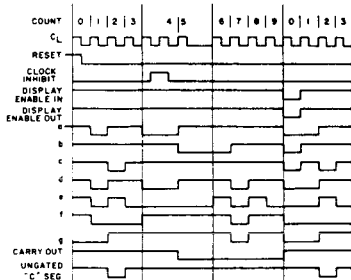 COUNT 0 1 2 3 4 5 6 7 8 9 0 1 2 3
CL
RESET
CLOCK
INHIBIT
DISPLAY
ENABLE IN
DISPLAY
ENABLE OUT
a
b
c
d
e
f
g
CARRY OUT
UNGATED
"C" SEG